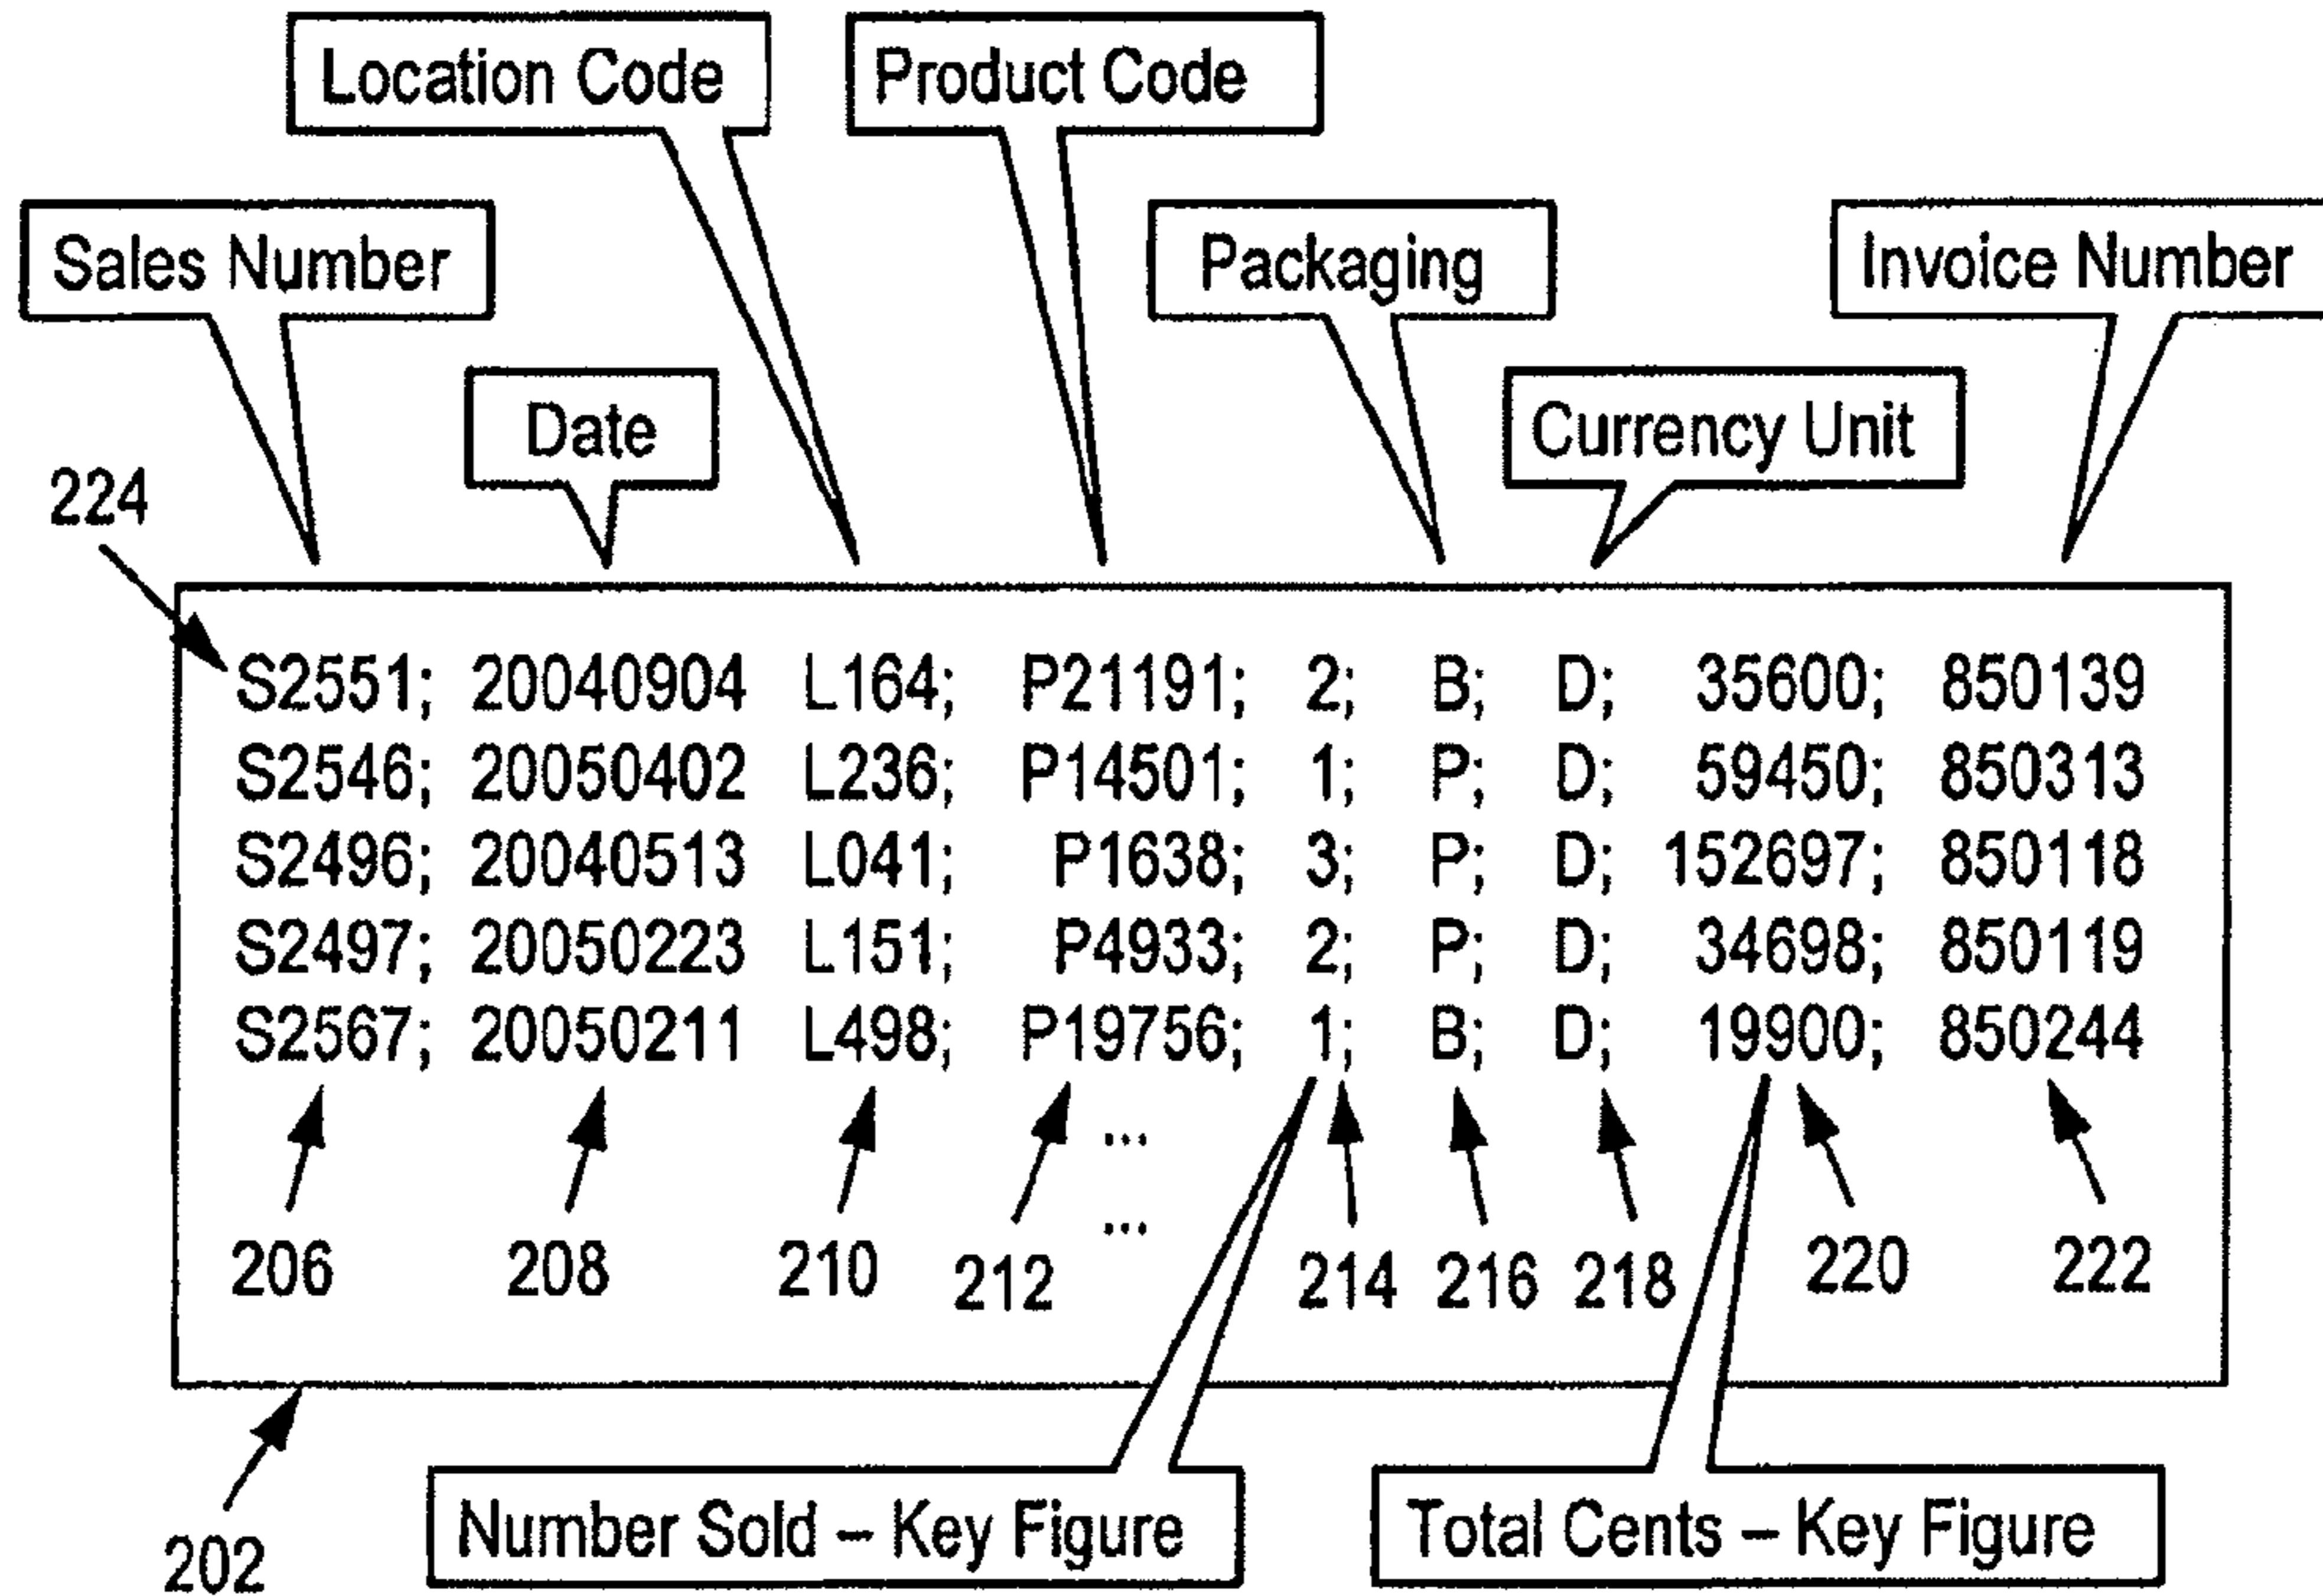 Location Code Product Code
Sales Number Packaging Invoice Number
Date Currency Unit
224
S2551; 20040904 L164; P21191; 2; B; D; 35600; 850139
S2546; 20050402 L236; P14501; 1; P; D; 59450; 850313
S2496; 20040513 L041; P1638; 3; P; D; 152697; 850118
S2497; 20050223 L151; P4933; 2; P; D; 34698; 850119
S2567; 20050211 L498; P19756; 1; B; D; 19900; 850244
...
...
206 208 210 212 214 216 218 220 222
Number Sold – Key Figure Total Cents – Key Figure
202